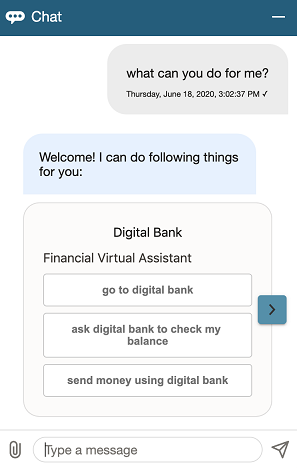 Chat
what can you do for me?
Thursday, June 18, 2020, 3:02:37 PM ✓
Welcome! I can do following things
for you:
Digital Bank
Financial Virtual Assistant
go to digital bank
ask digital bank to check my
balance
send money using digital bank
Type a message